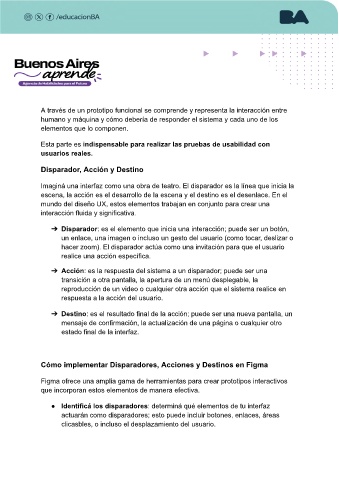 /educacionBA
BA
Buenos Aires
aprende
Agencia de Habilidades para el Futuro
A través de un prototipo funcional se comprende y representa la interacción entre
humano y máquina y cómo debería de responder el sistema y cada uno de los
elementos que lo componen.
Esta parte es indispensable para realizar las pruebas de usabilidad con
usuarios reales.
Disparador, Acción y Destino
Imaginá una interfaz como una obra de teatro. El disparador es la línea que inicia la
escena, la acción es el desarrollo de la escena y el destino es el desenlace. En el
mundo del diseño UX, estos elementos trabajan en conjunto para crear una
interacción fluida y significativa.
➔ Disparador: es el elemento que inicia una interacción; puede ser un botón,
un enlace, una imagen o incluso un gesto del usuario (como tocar, deslizar o
hacer zoom). El disparador actúa como una invitación para que el usuario
realice una acción específica.
➔ Acción: es la respuesta del sistema a un disparador; puede ser una
transición a otra pantalla, la apertura de un menú desplegable, la
reproducción de un video o cualquier otra acción que el sistema realice en
respuesta a la acción del usuario.
➔ Destino: es el resultado final de la acción; puede ser una nueva pantalla, un
mensaje de confirmación, la actualización de una página o cualquier otro
estado final de la interfaz.
Cómo implementar Disparadores, Acciones y Destinos en Figma
Figma ofrece una amplia gama de herramientas para crear prototipos interactivos
que incorporan estos elementos de manera efectiva.
● Identificá los disparadores: determiná qué elementos de tu interfaz
actuarán como disparadores; esto puede incluir botones, enlaces, áreas
clicables, o incluso el desplazamiento del usuario.